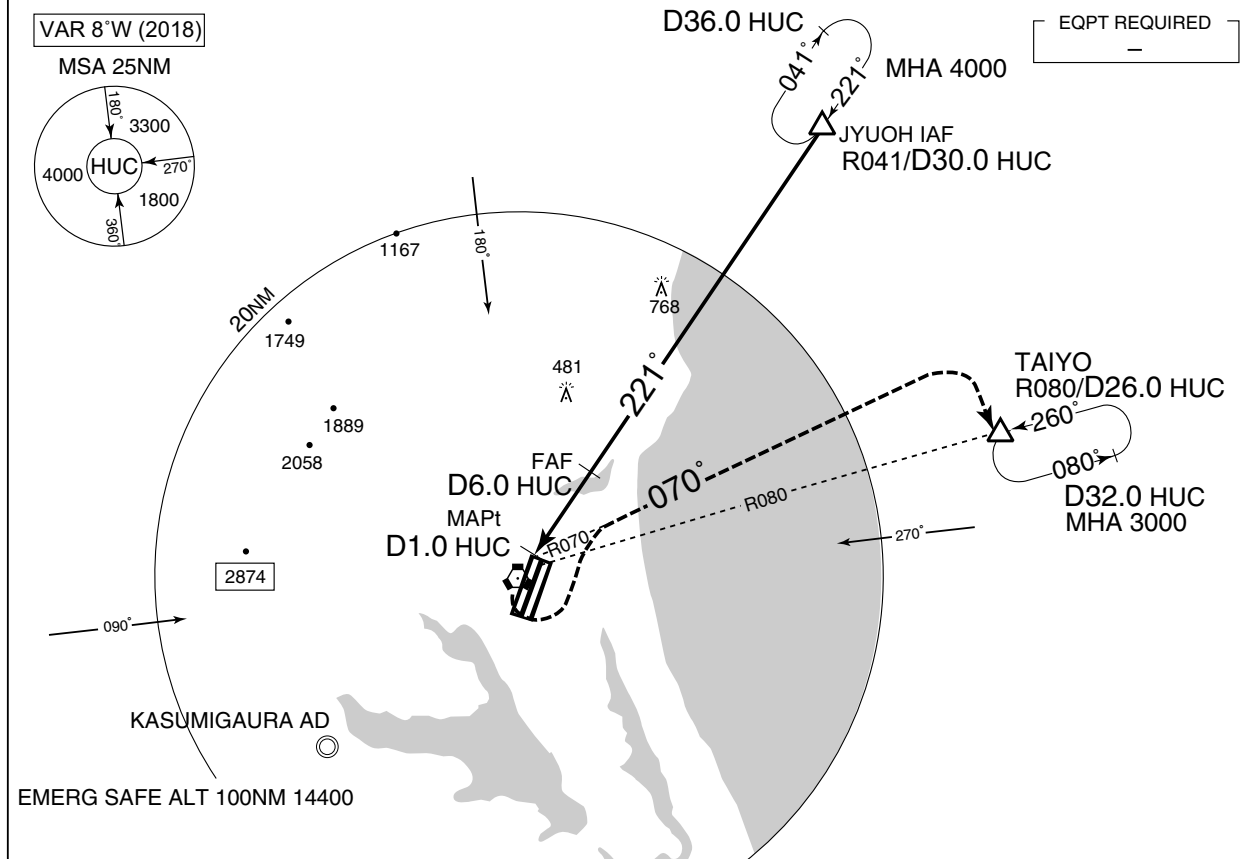 VAR 8°W (2018)
MSA 25NM
180°
3300
4000
HUC
270°
1800
360°
D36.0 HUC
041°
221°
MHA 4000
JYUOH IAF
R041/D30.0 HUC
EQPT REQUIRED
–
1167
180°
20NM
1749
768
481
221°
1889
2058
TAIYO
R080/D26.0 HUC
260°
080°
D32.0 HUC
MHA 3000
FAF
D6.0 HUC
070°
R080
MAPt
D1.0 HUC
R070
270°
2874
090°
KASUMIGAURA AD
EMERG SAFE ALT 100NM 14400